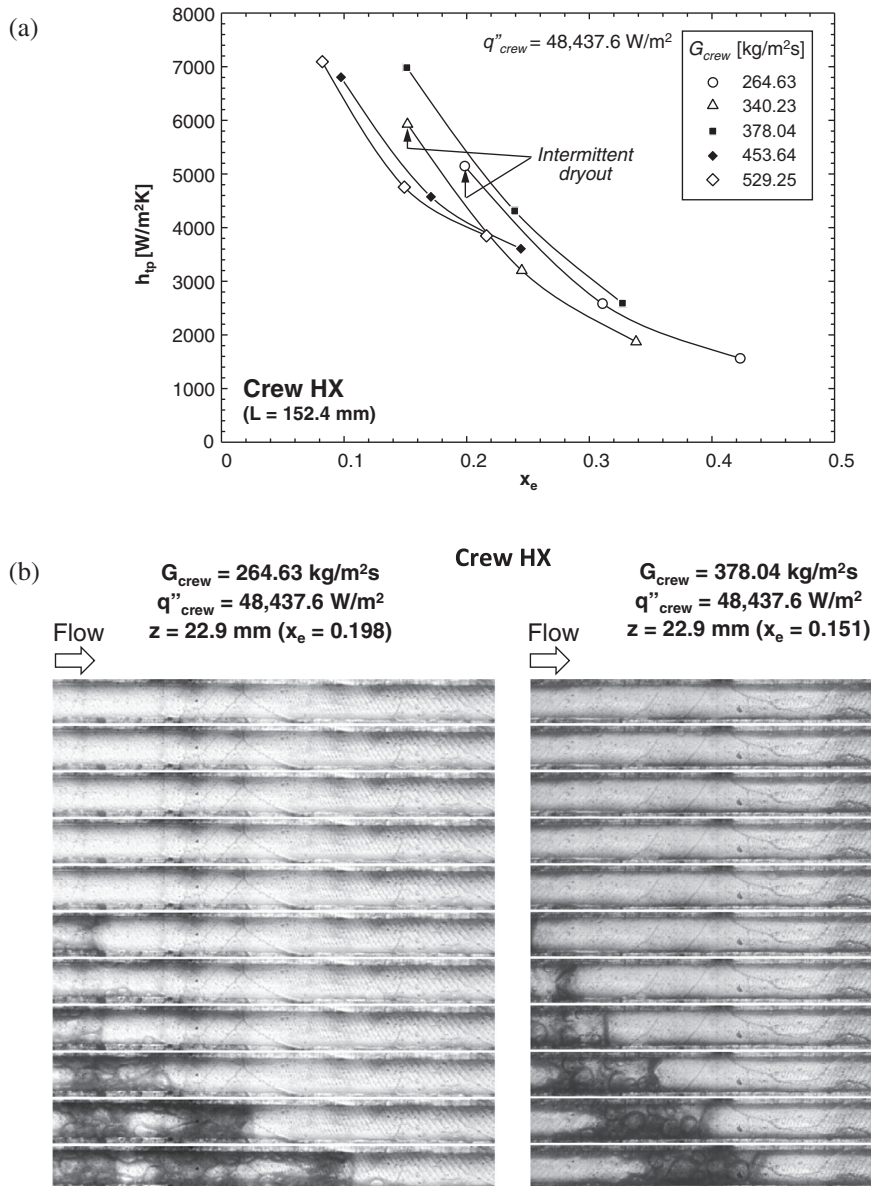 (a)
8000
7000
6000
5000
4000
3000
2000
1000
0
h_tp [W/m²K]
q”_crew = 48,437.6 W/m²
G_crew [kg/m²s]
264.63
340.23
378.04
453.64
529.25
Intermittent
dryout
Crew HX
(L = 152.4 mm)
0 0.1 0.2 0.3 0.4 0.5
x_e
(b)
Crew HX
G_crew = 264.63 kg/m²s
q”_crew = 48,437.6 W/m²
z = 22.9 mm (x_e = 0.198)
Flow
G_crew = 378.04 kg/m²s
q”_crew = 48,437.6 W/m²
z = 22.9 mm (x_e = 0.151)
Flow